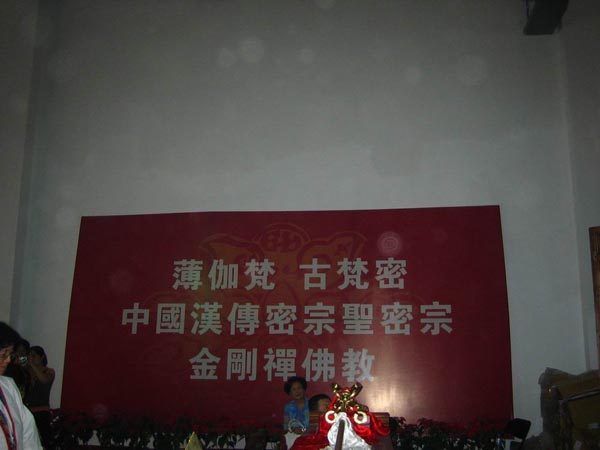 薄伽梵 古梵密
中國漢傳密宗聖密宗
金剛禪佛教